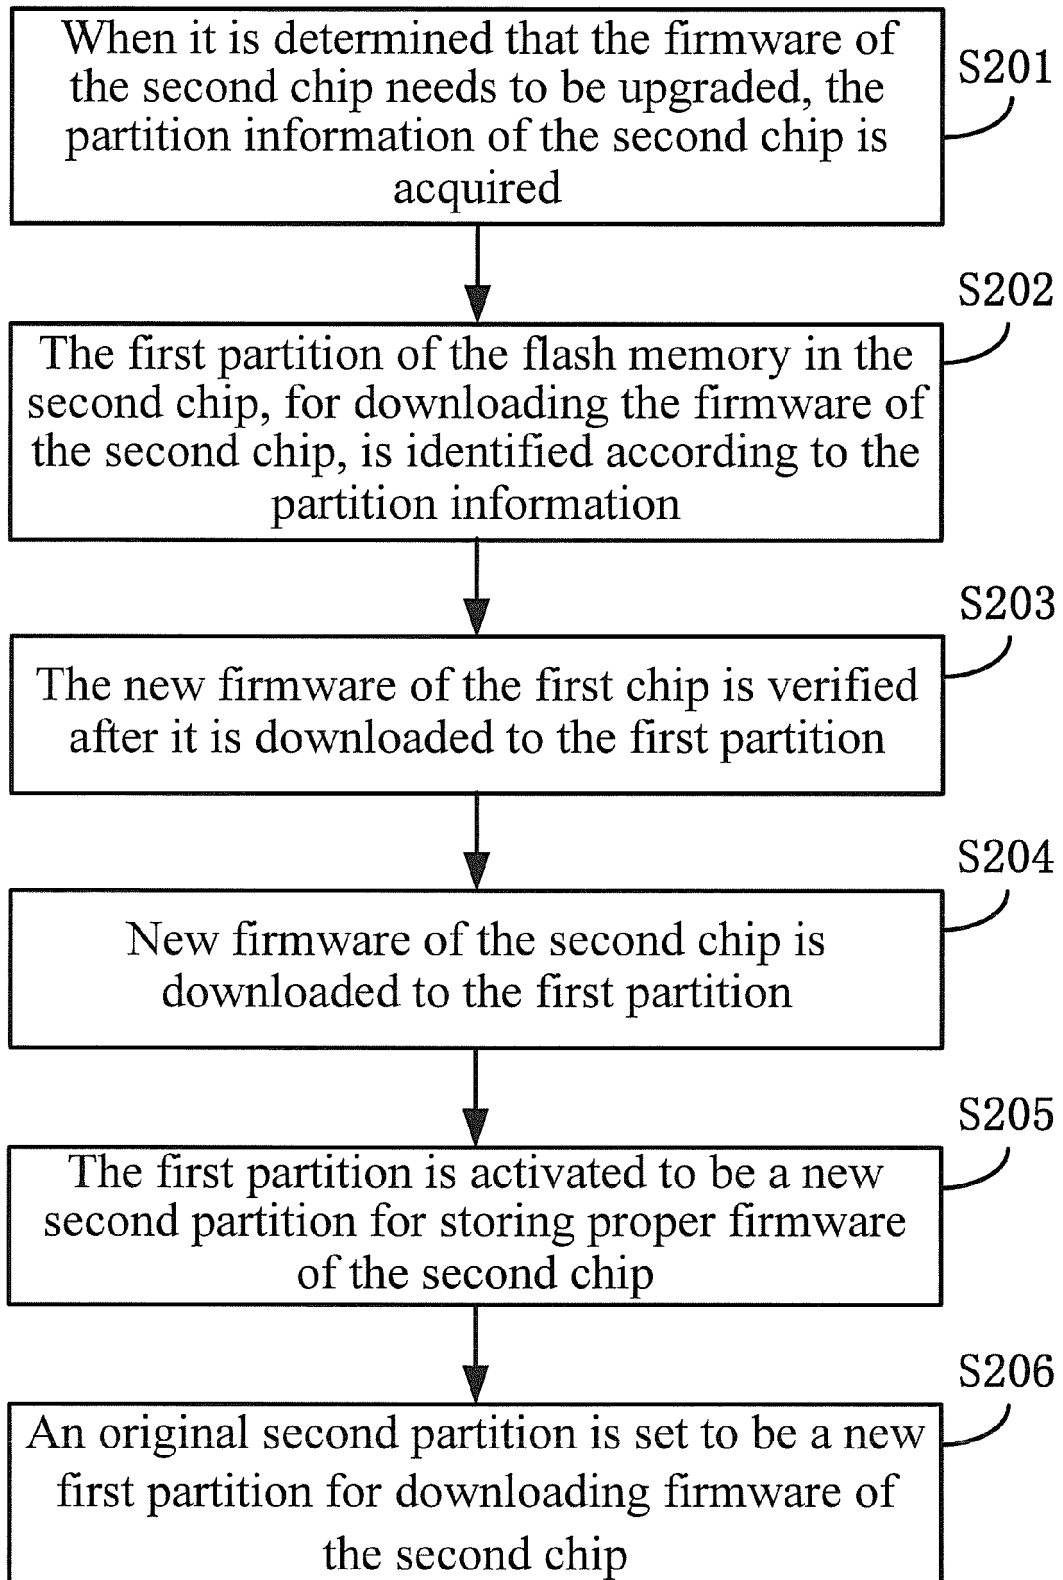 When it is determined that the firmware of
the second chip needs to be upgraded, the
partition information of the second chip is
acquired
S201
The first partition of the flash memory in the
second chip, for downloading the firmware of
the second chip, is identified according to the
partition information
S202
The new firmware of the first chip is verified
after it is downloaded to the first partition
S203
New firmware of the second chip is
downloaded to the first partition
S204
The first partition is activated to be a new
second partition for storing proper firmware
of the second chip
S205
An original second partition is set to be a new
first partition for downloading firmware of
the second chip
S206